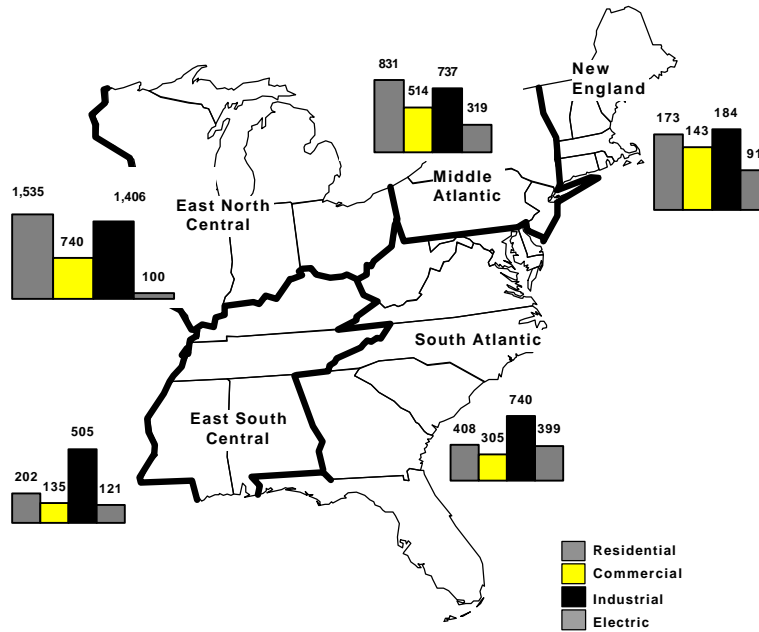 831
514
737
319
New
England
173
143
184
91
Middle
Atlantic
1,535
740
1,406
100
East North
Central
South Atlantic
408
305
740
399
East South
Central
202
135
505
121
Residential
Commercial
Industrial
Electric